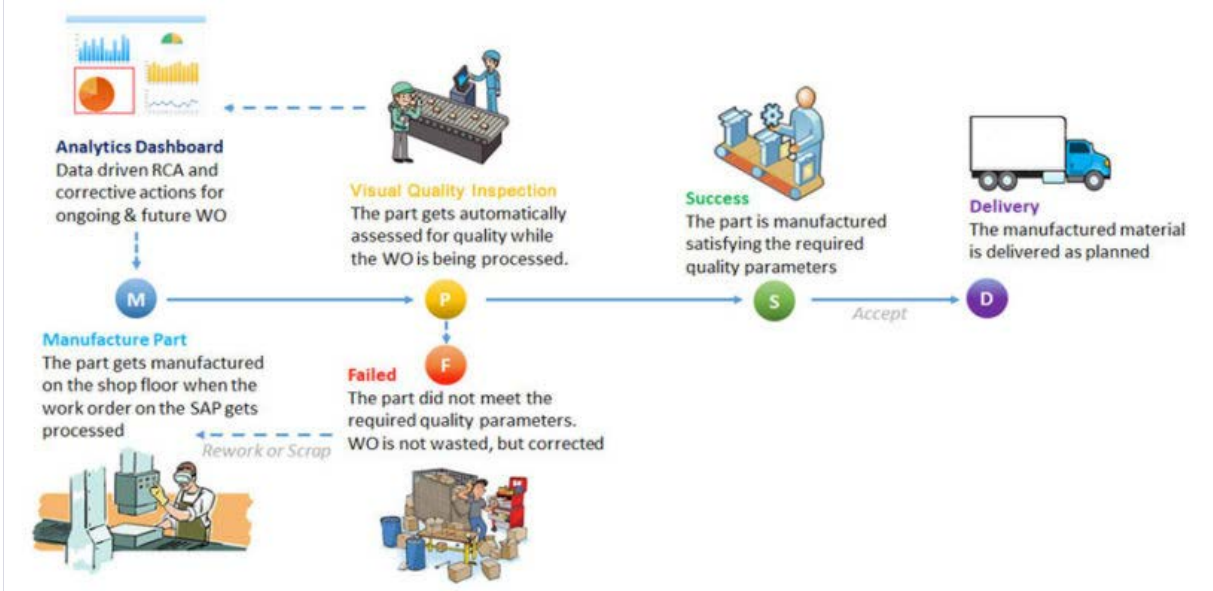 Analytics Dashboard
Data driven RCA and
corrective actions for
ongoing & future WO
Visual Quality Inspection
The part gets automatically
assessed for quality while
the WO is being processed.
Success
The part is manufactured
satisfying the required
quality parameters
Delivery
The manufactured material
is delivered as planned
M
P
S
Accept
D
Manufacture Part
The part gets manufactured
on the shop floor when the
work order on the SAP gets
processed
F
Failed
The part did not meet the
required quality parameters.
WO is not wasted, but corrected
Rework or Scrap